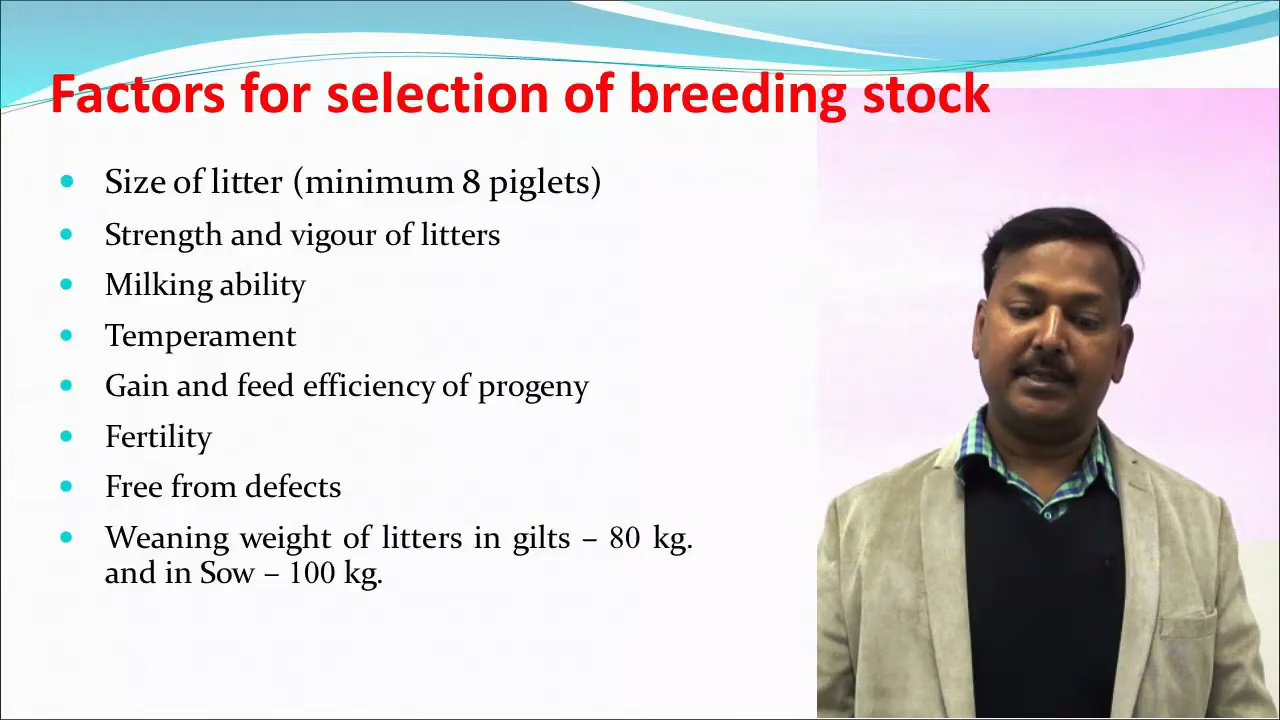 Factors for selection of breeding stock
Size of litter (minimum 8 piglets)
Strength and vigour of litters
Milking ability
Temperament
Gain and feed efficiency of progeny
Fertility
Free from defects
Weaning weight of litters in gilts – 80 kg.
and in Sow – 100 kg.